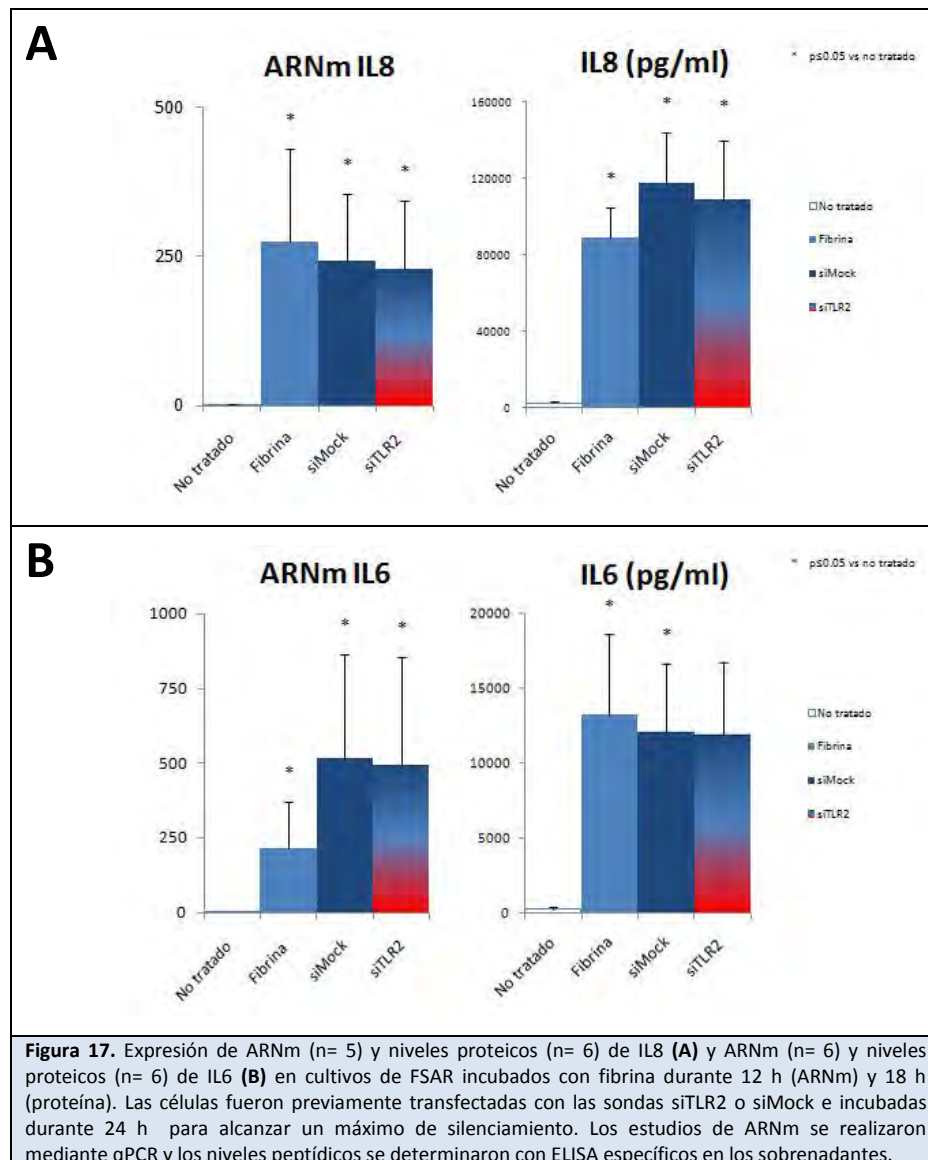 A
ARNm IL8
IL8 (pg/ml)
* p≤0.05 vs no tratado
500
250
0
* * *
No tratado
Fibrina
siMock
siTLR2
160000
120000
80000
40000
0
* * *
No tratado
Fibrina
siMock
siTLR2
No tratado
Fibrina
siMock
siTLR2
B
ARNm IL6
IL6 (pg/ml)
* p≤0.05 vs no tratado
1000
750
500
250
0
* * *
No tratado
Fibrina
siMock
siTLR2
20000
15000
10000
5000
0
* *
No tratado
Fibrina
siMock
siTLR2
No tratado
Fibrina
siMock
siTLR2
Figura 17. Expresión de ARNm (n= 5) y niveles proteicos (n= 6) de IL8 (A) y ARNm (n= 6) y niveles
proteicos (n= 6) de IL6 (B) en cultivos de FSAR incubados con fibrina durante 12 h (ARNm) y 18 h
(proteína). Las células fueron previamente transfectadas con las sondas siTLR2 o siMock e incubadas
durante 24 h para alcanzar un máximo de silenciamiento. Los estudios de ARNm se realizaron
mediante qPCR y los niveles peptídicos se determinaron con ELISA específicos en los sobrenadantes.